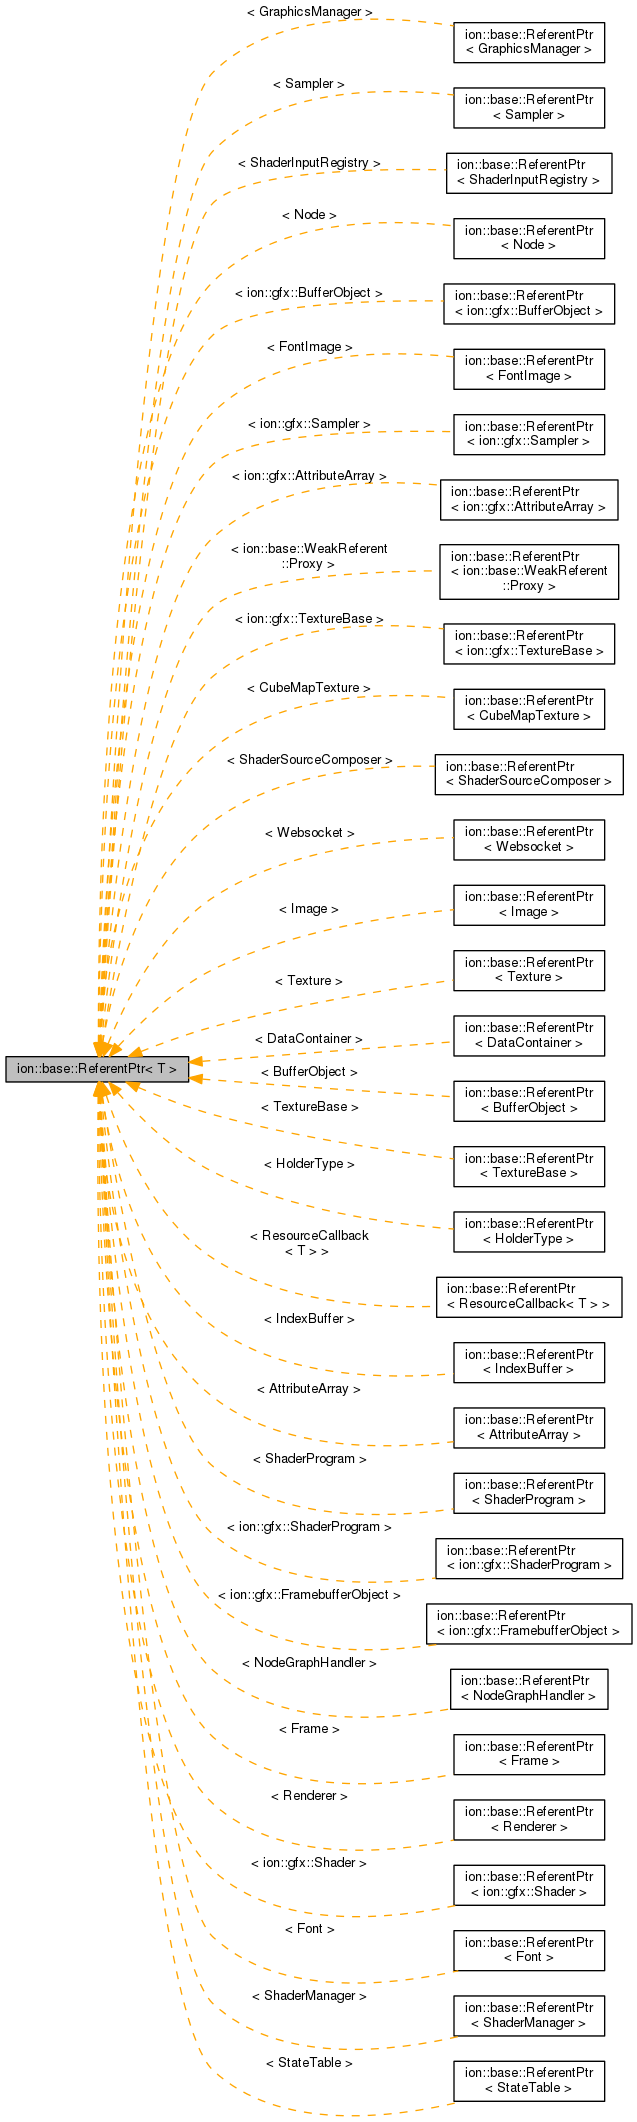 < GraphicsManager >
ion::base::ReferentPtr
< GraphicsManager >
< Sampler >
ion::base::ReferentPtr
< Sampler >
< ShaderInputRegistry >
ion::base::ReferentPtr
< ShaderInputRegistry >
< Node >
ion::base::ReferentPtr
< Node >
< ion::gfx::BufferObject >
ion::base::ReferentPtr
< ion::gfx::BufferObject >
< FontImage >
ion::base::ReferentPtr
< FontImage >
< ion::gfx::Sampler >
ion::base::ReferentPtr
< ion::gfx::Sampler >
< ion::gfx::AttributeArray >
ion::base::ReferentPtr
< ion::gfx::AttributeArray >
< ion::base::WeakReferent
::Proxy >
ion::base::ReferentPtr
< ion::base::WeakReferent
::Proxy >
< ion::gfx::TextureBase >
ion::base::ReferentPtr
< ion::gfx::TextureBase >
< CubeMapTexture >
ion::base::ReferentPtr
< CubeMapTexture >
< ShaderSourceComposer >
ion::base::ReferentPtr
< ShaderSourceComposer >
< Websocket >
ion::base::ReferentPtr
< Websocket >
< Image >
ion::base::ReferentPtr
< Image >
< Texture >
ion::base::ReferentPtr
< Texture >
< DataContainer >
ion::base::ReferentPtr
< DataContainer >
ion::base::ReferentPtr< T >
< BufferObject >
ion::base::ReferentPtr
< BufferObject >
< TextureBase >
ion::base::ReferentPtr
< TextureBase >
< HolderType >
ion::base::ReferentPtr
< HolderType >
< ResourceCallback
< T > >
ion::base::ReferentPtr
< ResourceCallback< T > >
< IndexBuffer >
ion::base::ReferentPtr
< IndexBuffer >
< AttributeArray >
ion::base::ReferentPtr
< AttributeArray >
< ShaderProgram >
ion::base::ReferentPtr
< ShaderProgram >
< ion::gfx::ShaderProgram >
ion::base::ReferentPtr
< ion::gfx::ShaderProgram >
< ion::gfx::FramebufferObject >
ion::base::ReferentPtr
< ion::gfx::FramebufferObject >
< NodeGraphHandler >
ion::base::ReferentPtr
< NodeGraphHandler >
< Frame >
ion::base::ReferentPtr
< Frame >
< Renderer >
ion::base::ReferentPtr
< Renderer >
< ion::gfx::Shader >
ion::base::ReferentPtr
< ion::gfx::Shader >
< Font >
ion::base::ReferentPtr
< Font >
< ShaderManager >
ion::base::ReferentPtr
< ShaderManager >
< StateTable >
ion::base::ReferentPtr
< StateTable >